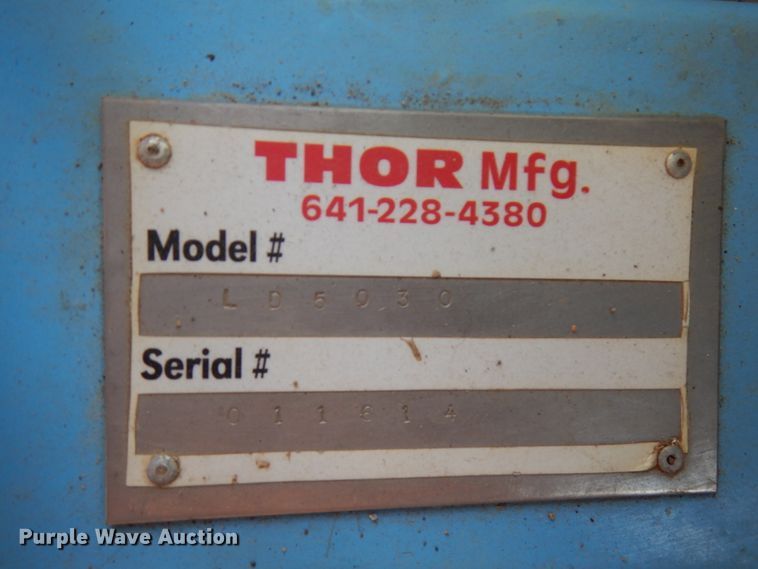 THOR Mfg.
641-228-4380
Model #
LD5030
Serial #
011614
Purple Wave Auction®